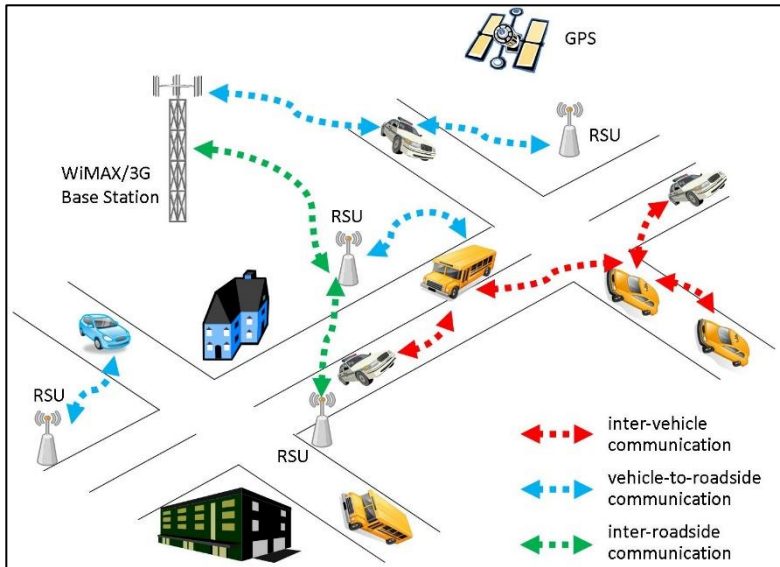 GPS
RSU
WiMAX/3G
Base Station
RSU
RSU
RSU
inter-vehicle
communication
vehicle-to-roadside
communication
inter-roadside
communication